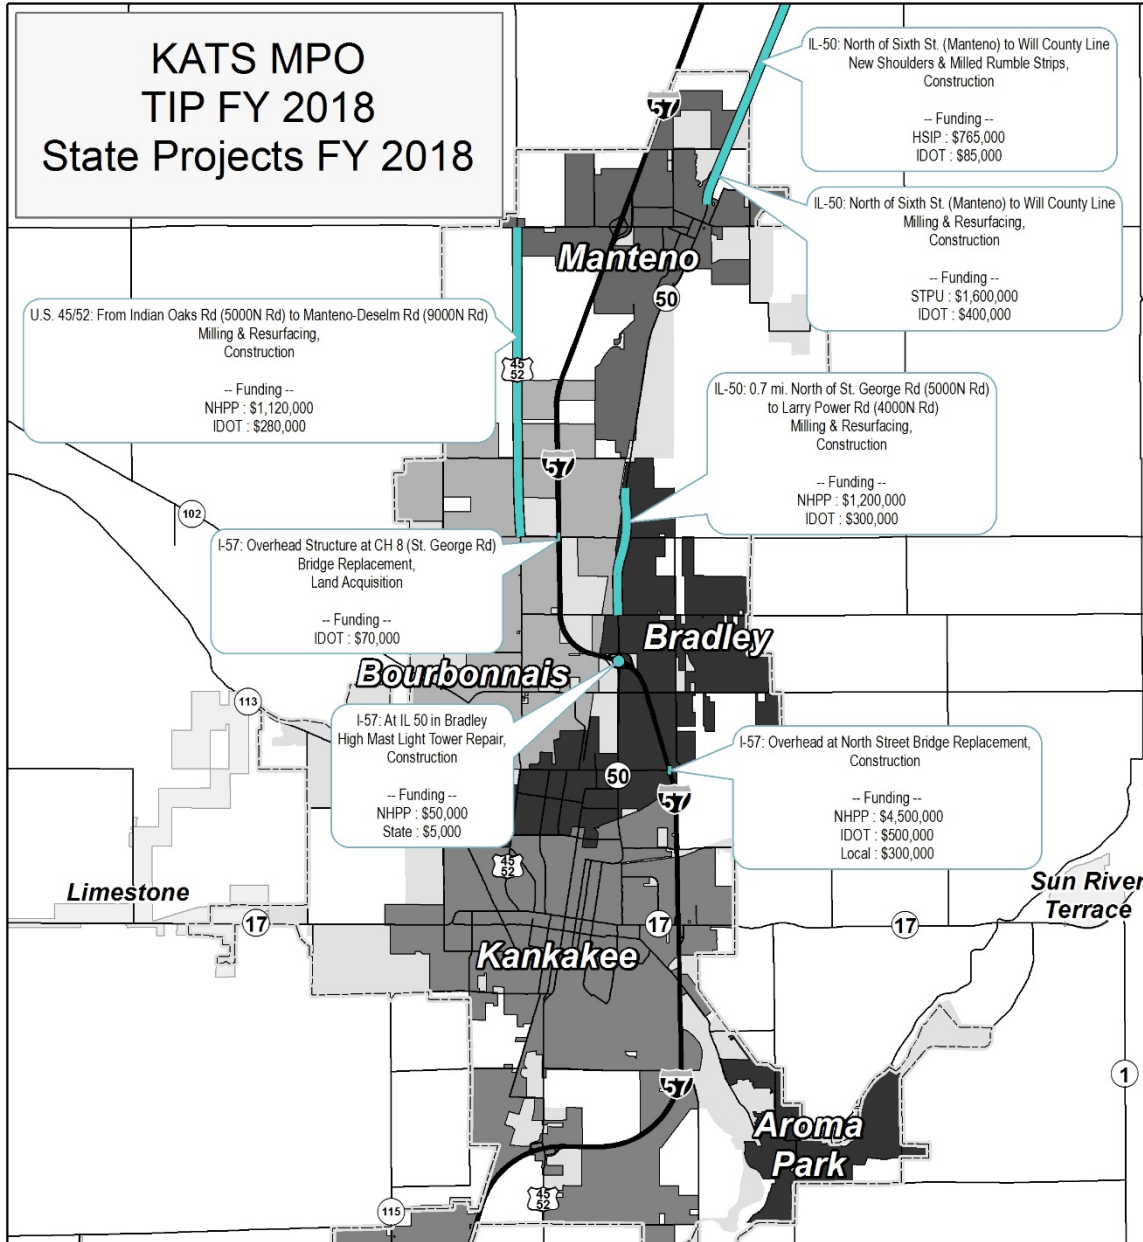 KATS MPO
TIP FY 2018
State Projects FY 2018
IL-50: North of Sixth St. (Manteno) to Will County Line
New Shoulders & Milled Rumble Strips,
Construction
-- Funding --
HSIP : $765,000
IDOT : $85,000
57
IL-50: North of Sixth St. (Manteno) to Will County Line
Milling & Resurfacing,
Construction
-- Funding --
STPU : $1,600,000
IDOT : $400,000
Manteno
50
U.S. 45/52: From Indian Oaks Rd (5000N Rd) to Manteno-Deselm Rd (9000N Rd)
Milling & Resurfacing,
Construction
-- Funding --
NHPP : $1,120,000
IDOT : $280,000
45
52
IL-50: 0.7 mi. North of St. George Rd (5000N Rd)
to Larry Power Rd (4000N Rd)
Milling & Resurfacing,
Construction
-- Funding --
NHPP : $1,200,000
IDOT : $300,000
57
102
I-57: Overhead Structure at CH 8 (St. George Rd)
Bridge Replacement,
Land Acquisition
-- Funding --
IDOT : $70,000
Bradley
Bourbonnais
113
I-57: At IL 50 in Bradley
High Mast Light Tower Repair,
Construction
-- Funding --
NHPP : $50,000
State : $5,000
I-57: Overhead at North Street Bridge Replacement,
Construction
-- Funding --
NHPP : $4,500,000
IDOT : $500,000
Local : $300,000
50
57
45
52
Limestone
Sun River
Terrace
17
17
17
Kankakee
57
1
Aroma
Park
45
52
115